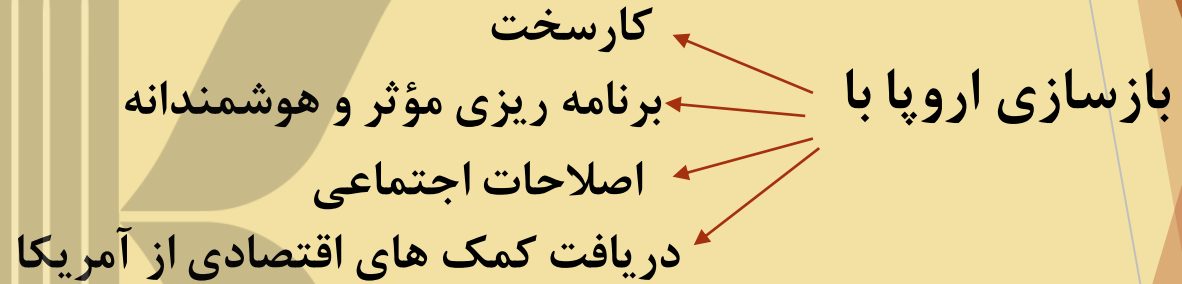 بازسازی اروپا با
کارسخت
برنامه ریزی مؤثر و هوشمندانه
اصلاحات اجتماعی
دریافت کمک های اقتصادی از آمریکا